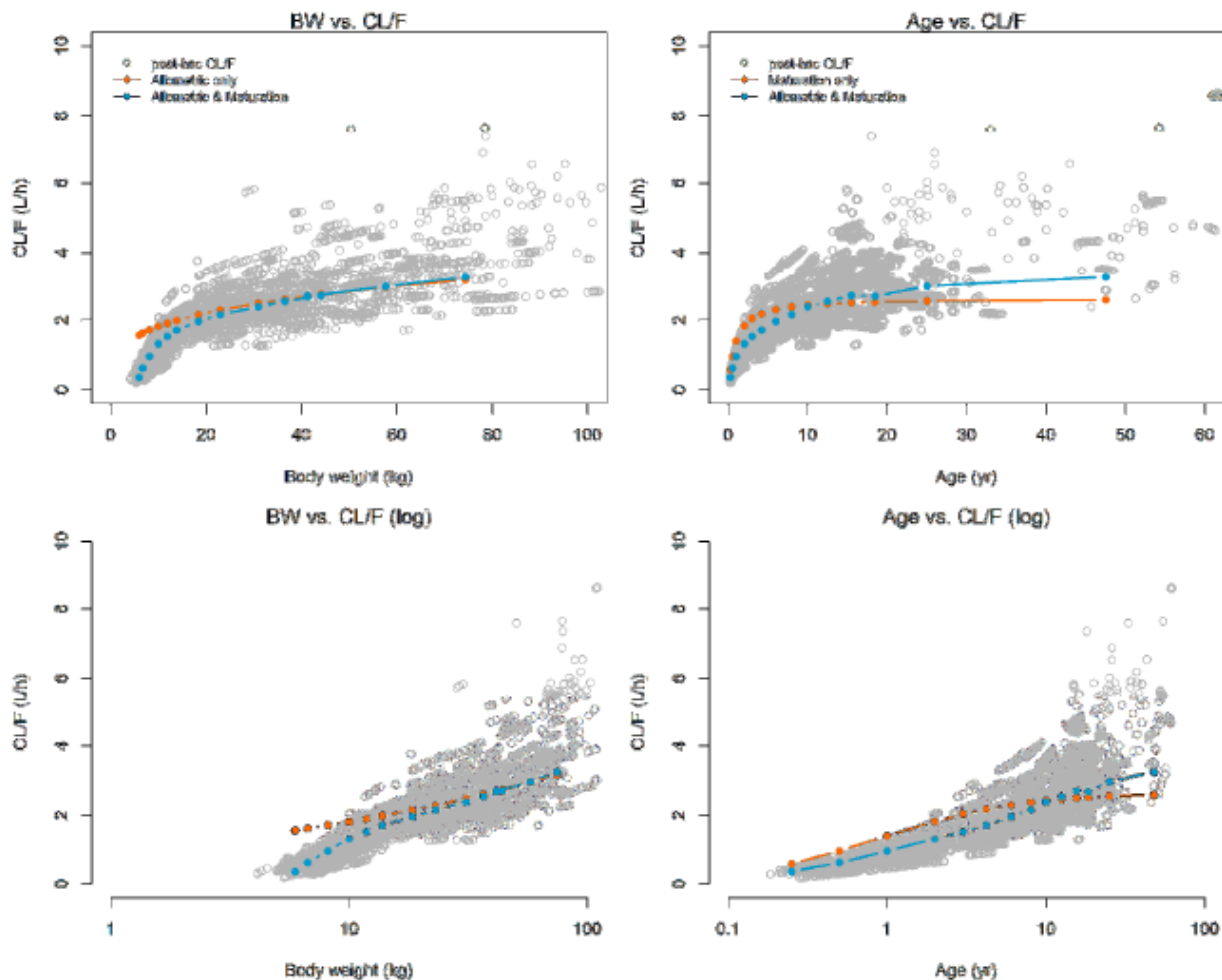 BW vs. CL/F
10
8
6
4
2
0
CL/F (L/h)
post-hoc CL/F
Allometric only
Allometric & Maturation
0 20 40 60 80 100
Body weight (kg)
Age vs. CL/F
10
8
6
4
2
0
CL/F (L/h)
post-hoc CL/F
Maturation only
Allometric & Maturation
0 10 20 30 40 50 60
Age (yr)
BW vs. CL/F (log)
10
8
6
4
2
0
CL/F (L/h)
1 10 100
Body weight (kg)
Age vs. CL/F (log)
10
8
6
4
2
0
CL/F (L/h)
0.1 1 10 100
Age (yr)